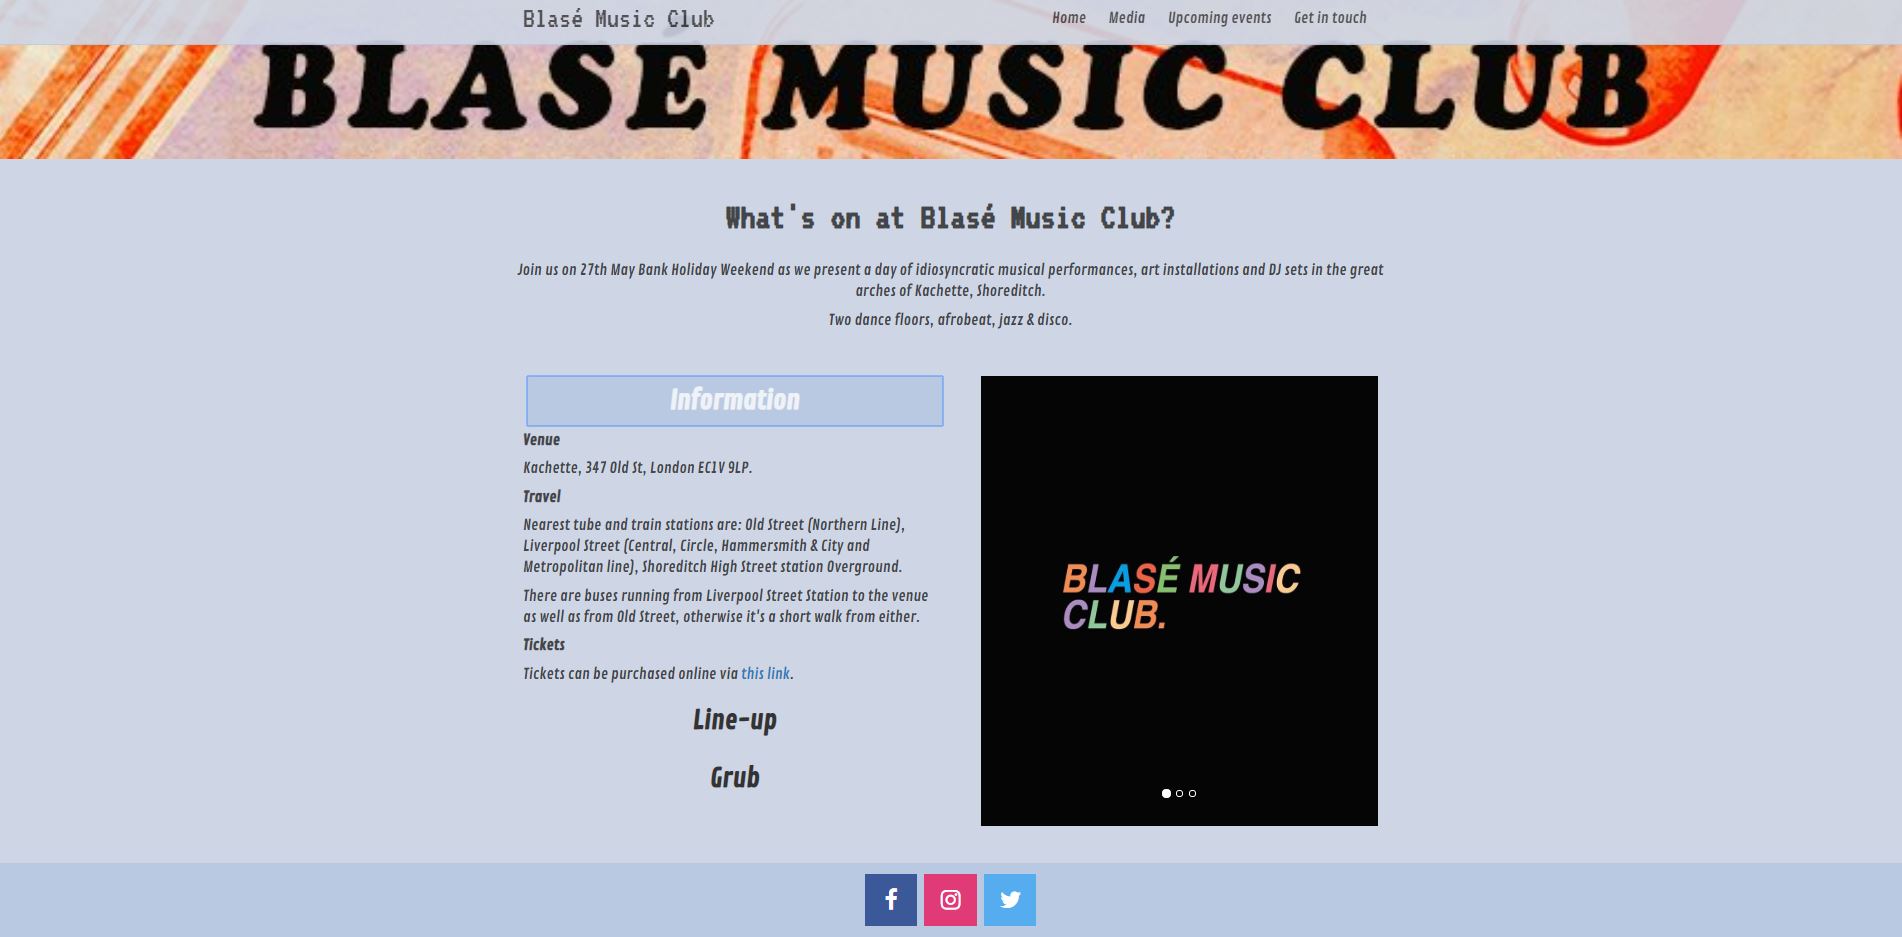 Blasé Music Club
Home
Media
Upcoming events
Get in touch
BLASÉ MUSIC CLUB
What's on at Blasé Music Club?
Join us on 27th May Bank Holiday Weekend as we present a day of idiosyncratic musical performances, art installations and DJ sets in the great
arches of Kachette, Shoreditch.
Two dance floors, afrobeat, jazz & disco.
Information
Venue
Kachette, 347 Old St, London EC1V 9LP.
Travel
Nearest tube and train stations are: Old Street (Northern Line),
Liverpool Street (Central, Circle, Hammersmith & City and
Metropolitan line), Shoreditch High Street station Overground.
There are buses running from Liverpool Street Station to the venue
as well as from Old Street, otherwise it's a short walk from either.
Tickets
Tickets can be purchased online via this link.
Line-up
Grub
BLASÉ MUSIC
CLUB.